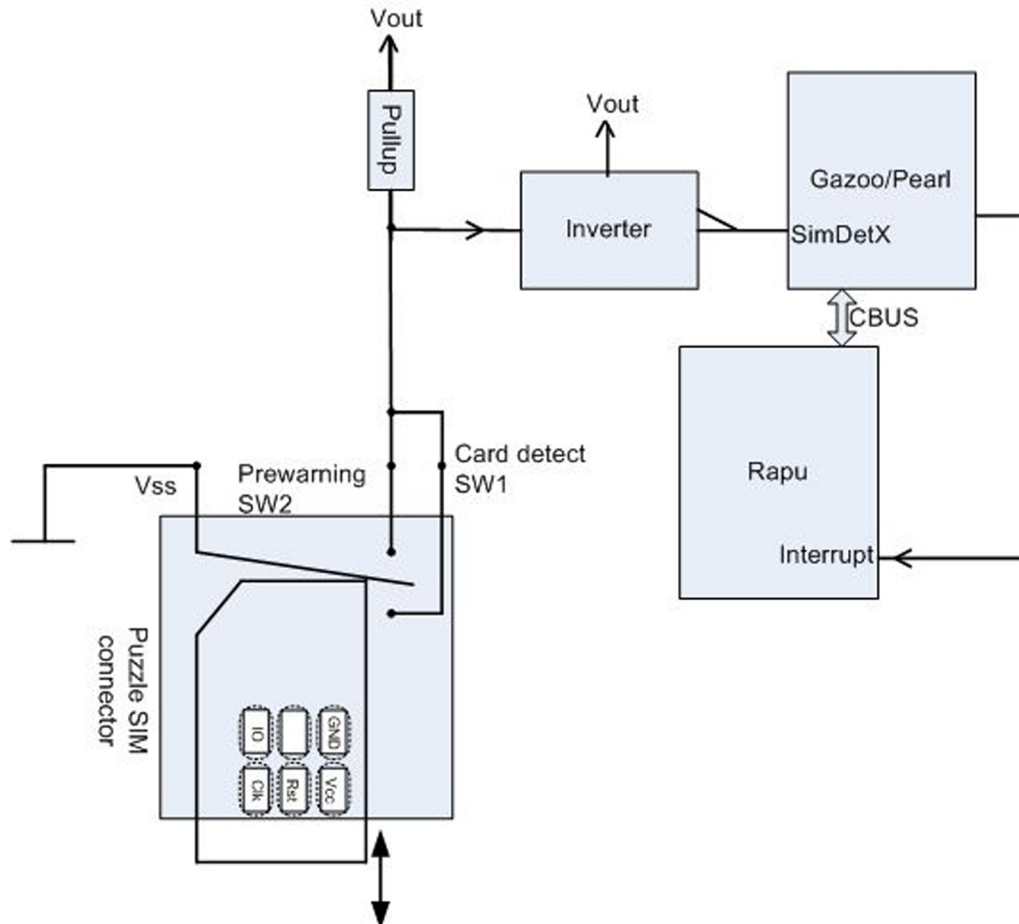 Vout
Pullup
Vout
Inverter
Gazoo/Pearl
SimDetX
CBUS
Rapu
Interrupt
Vss
Prewarning
SW2
Card detect
SW1
Puzzle SIM
connector
IO
GND
Clk
Rst
Vcc